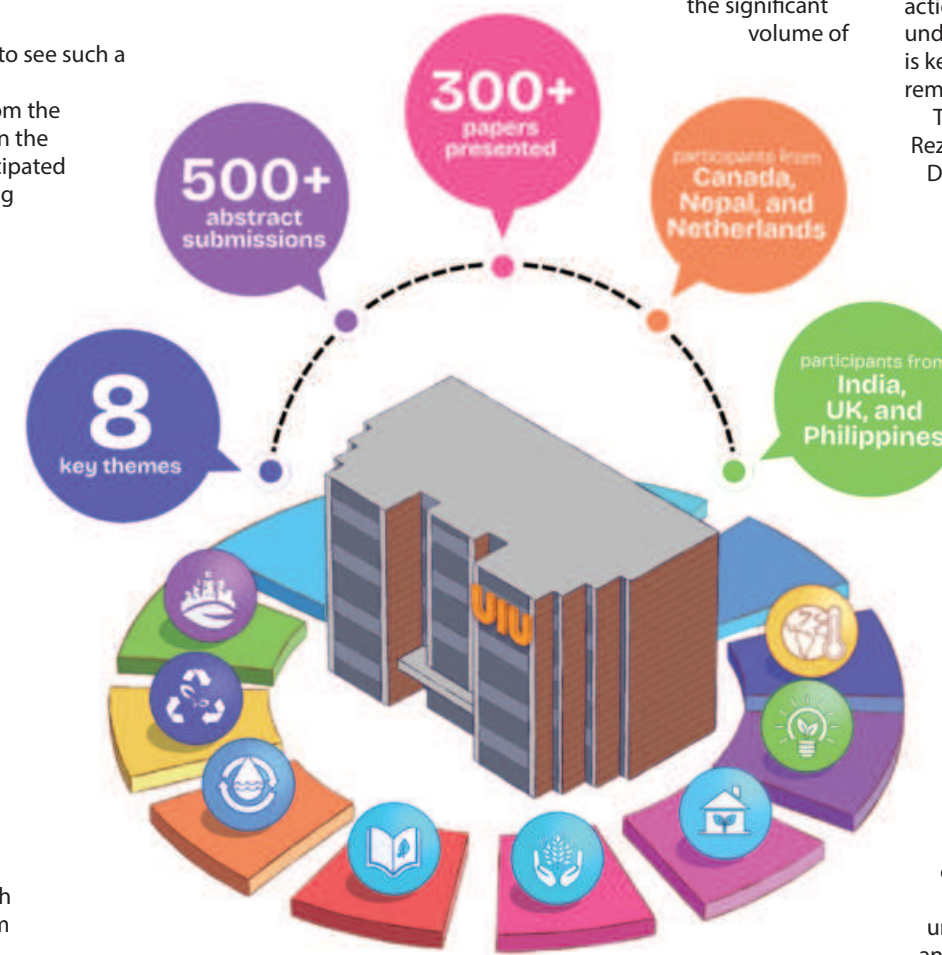 to see such a
om the
n the
ipated
g
the significant
volume of
actio
und
is ke
rem
T
Rez
D
300+
papers
presented
500+
abstract
submissions
participants from
Canada,
Nepal, and
Netherlands
8
key themes
participants from
India,
UK, and
Philippines
UIU
h
m
un
an